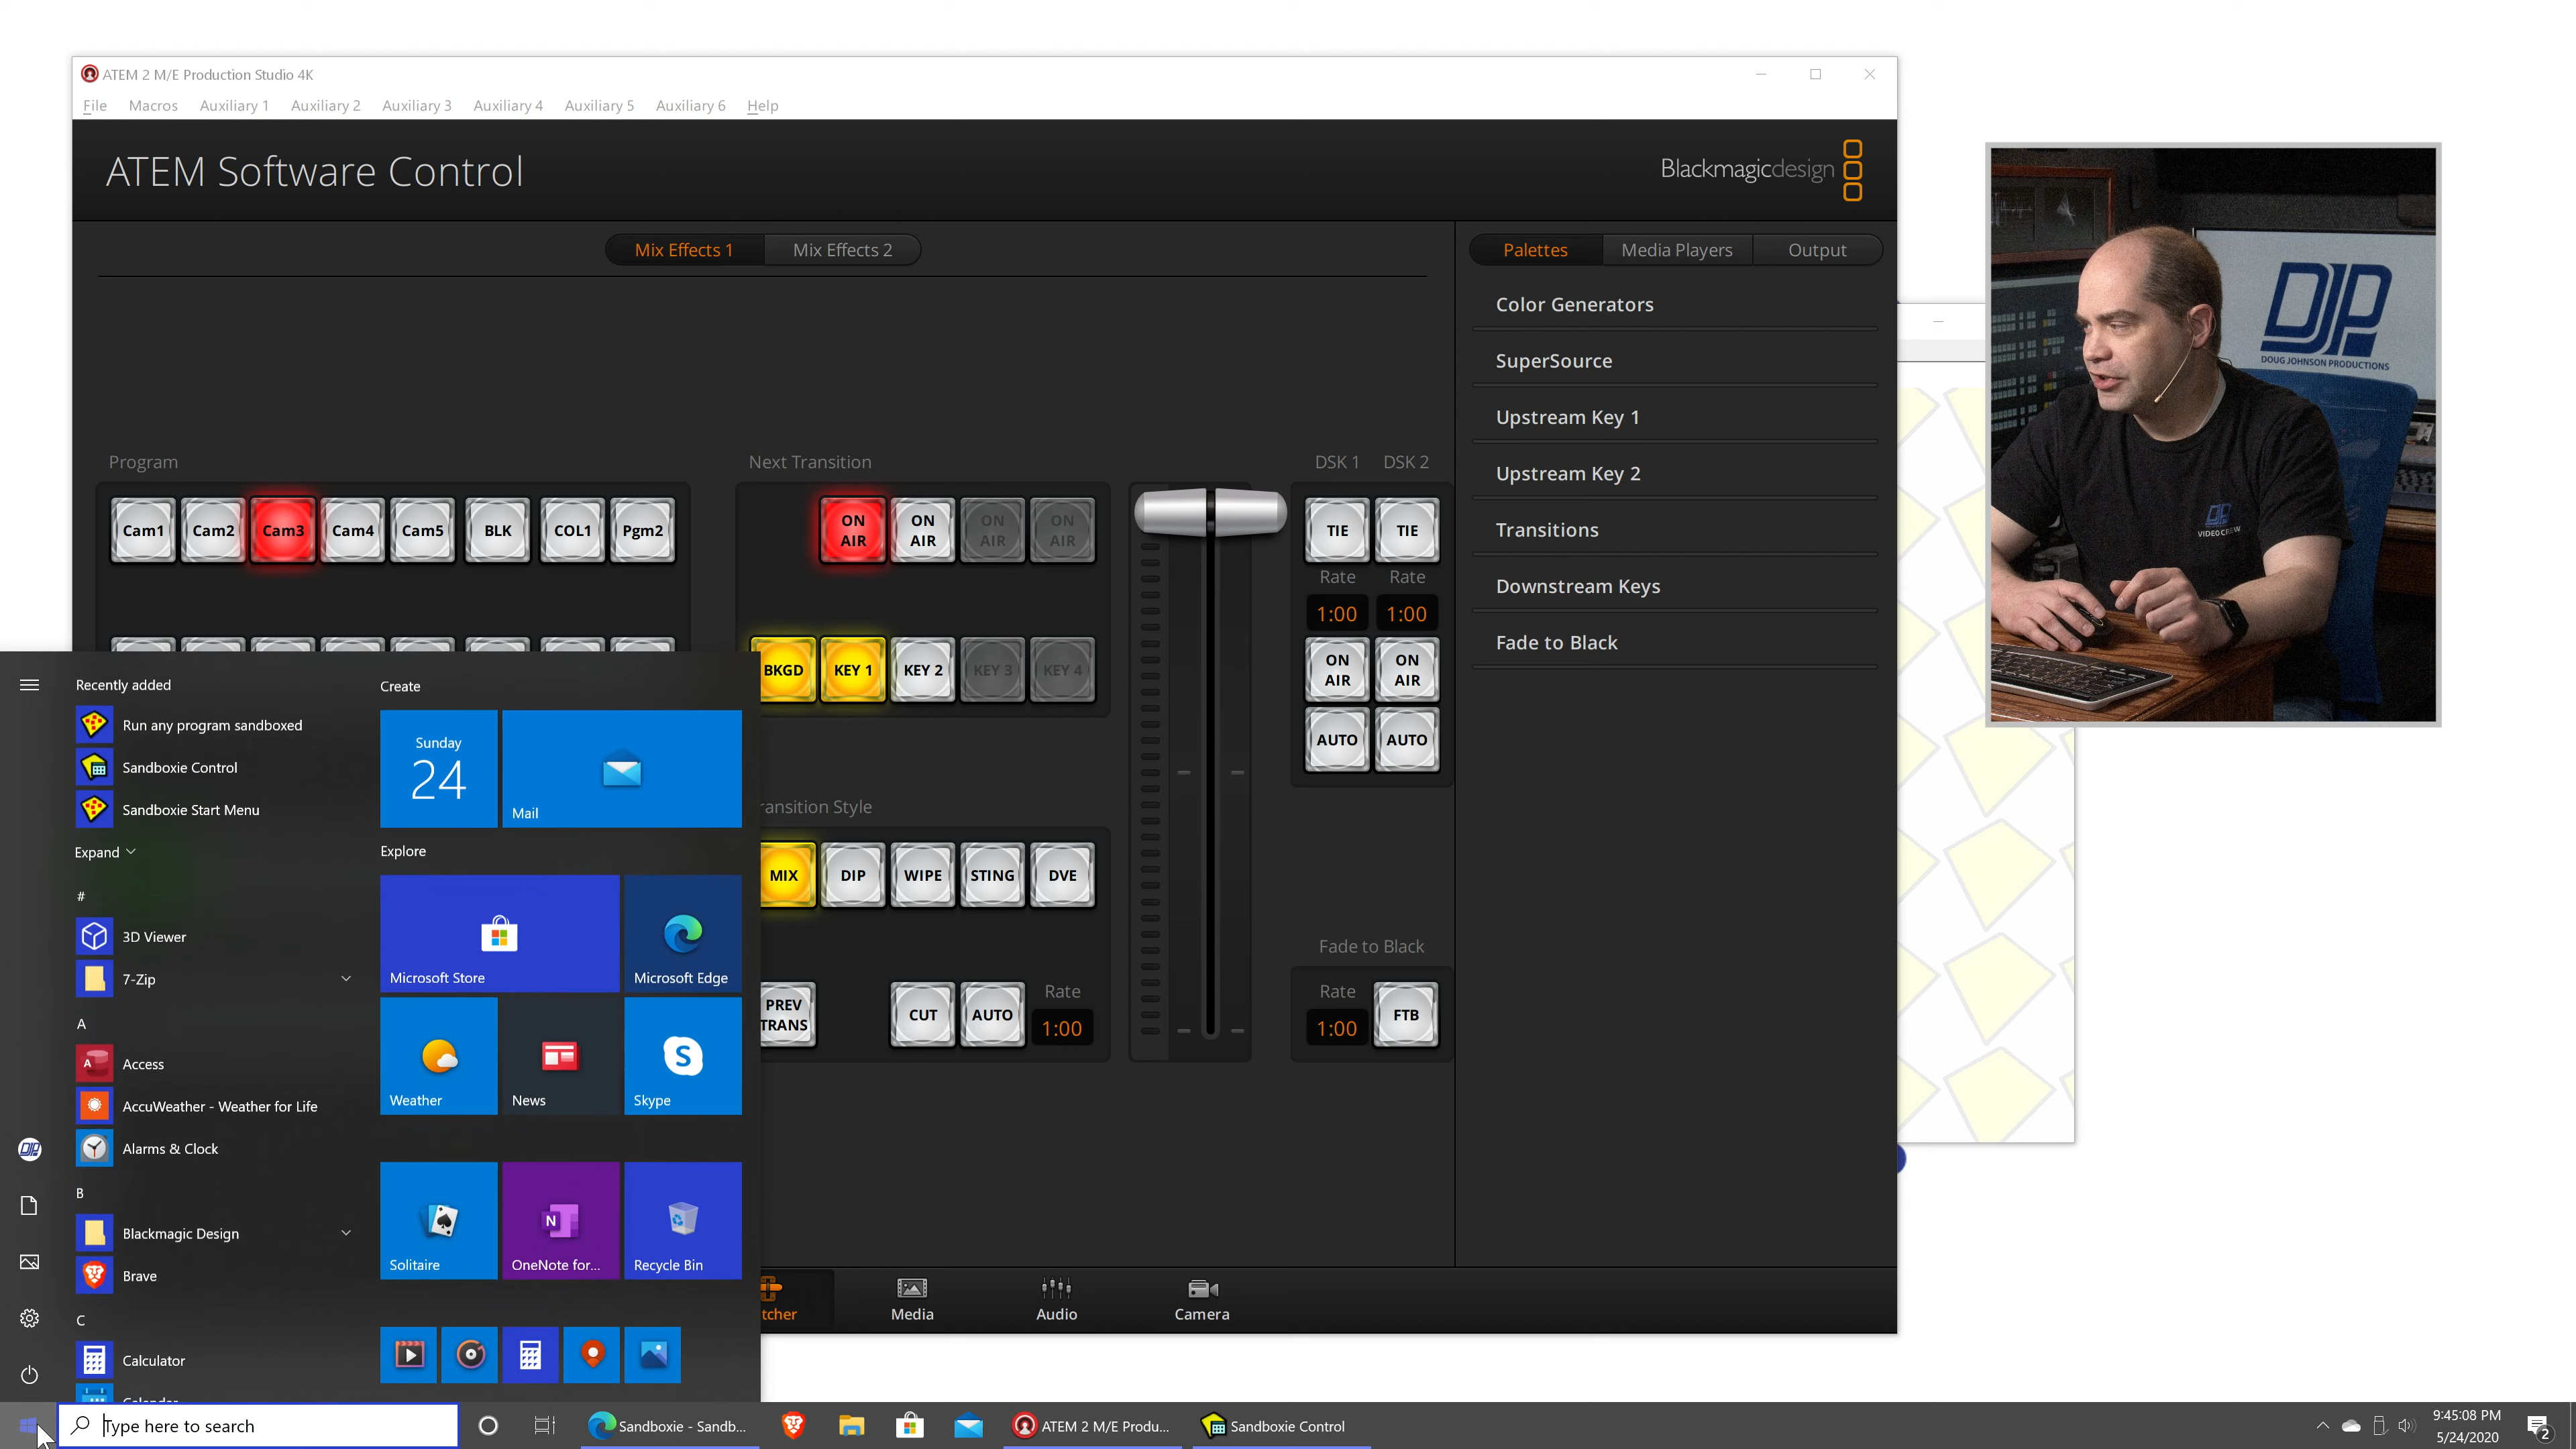 ATEM 2 M/E Production Studio 4K
File Macros Auxiliary 1 Auxiliary 2 Auxiliary 3 Auxiliary 4 Auxiliary 5 Auxiliary 6 Help
ATEM Software Control
Blackmagicdesign
Mix Effects 1 Mix Effects 2
Palettes Media Players Output
Color Generators
SuperSource
Upstream Key 1
Upstream Key 2
Transitions
Downstream Keys
Fade to Black
DJP
DOUG JOHNSON PRODUCTIONS
DJP
VIDEO CREW
Program
Cam1 Cam2 Cam3 Cam4 Cam5 BLK COL1 Pgm2
Next Transition
ON AIR ON AIR ON AIR ON AIR
BKGD KEY 1 KEY 2 KEY 3 KEY 4
DSK 1 DSK 2
TIE TIE
Rate Rate
1:00 1:00
ON AIR ON AIR
AUTO AUTO
ransition Style
MIX DIP WIPE STING DVE
PREV TRANS CUT AUTO
Rate
1:00
Fade to Black
Rate
1:00
FTB
tcher Media Audio Camera
Recently added
Run any program sandboxed
Sandboxie Control
Sandboxie Start Menu
Expand
#
3D Viewer
7-Zip
A
Access
AccuWeather - Weather for Life
Alarms & Clock
B
Blackmagic Design
Brave
C
Calculator
Calendar
Create
Sunday
24
Mail
Explore
Microsoft Store
Microsoft Edge
Weather
News
Skype
Solitaire
OneNote for...
Recycle Bin
Type here to search
Sandboxie - Sandb...
ATEM 2 M/E Produ...
Sandboxie Control
9:45:08 PM
5/24/2020
2